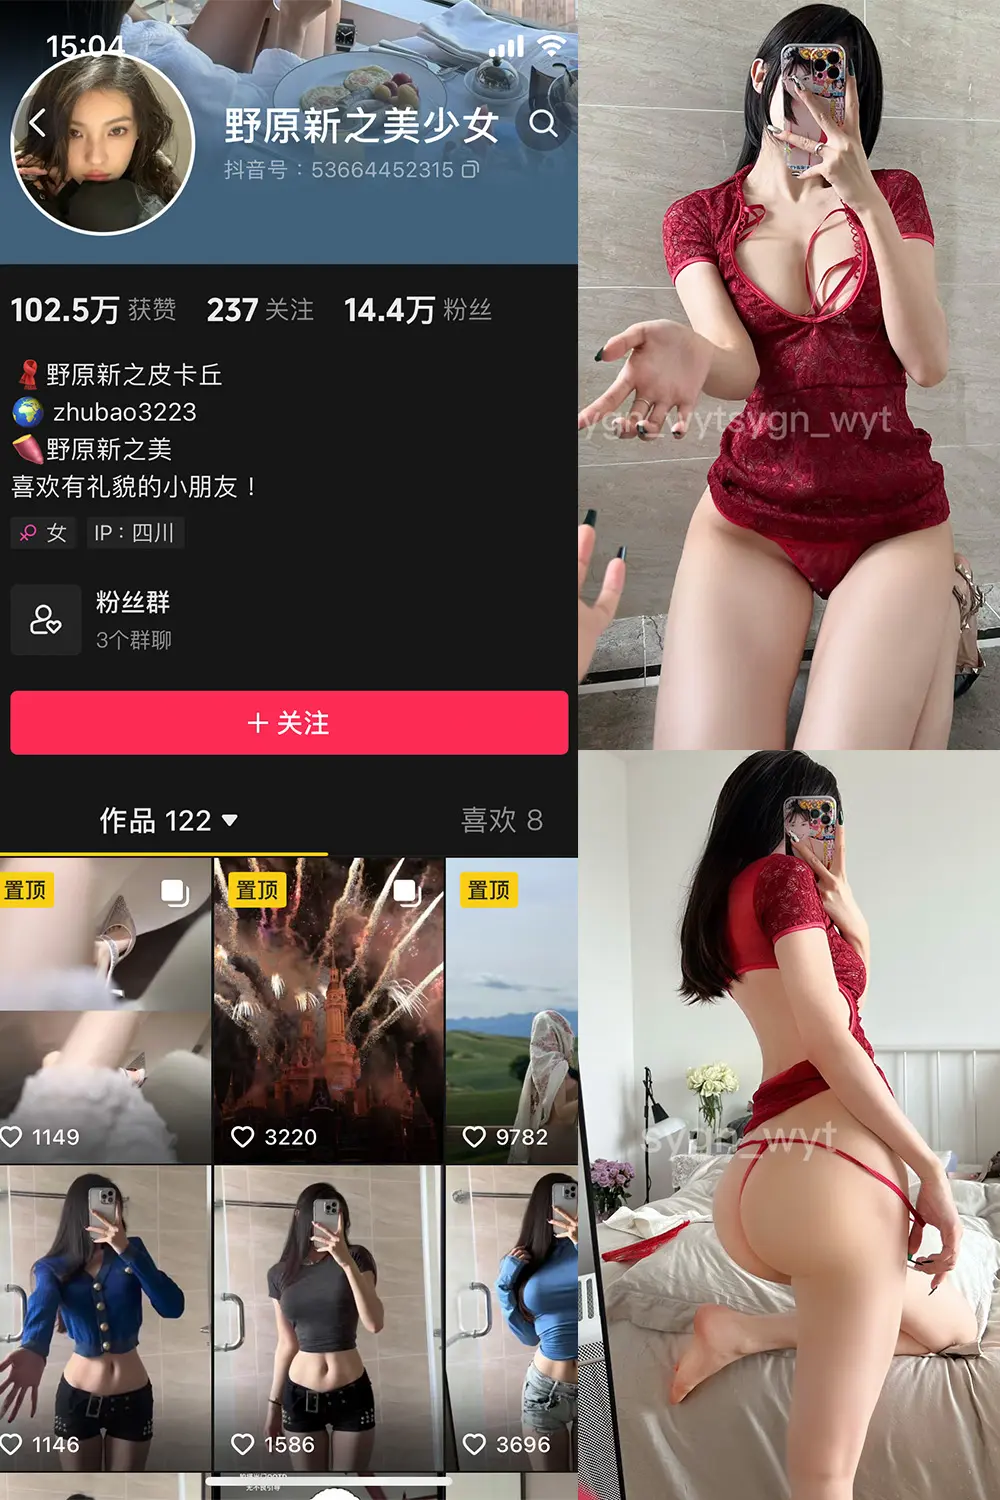 15:04
野原新之美少女
抖音号：53664452315
102.5万 获赞 237 关注 14.4万 粉丝
野原新之皮卡丘
zhubao3223
野原新之美
喜欢有礼貌的小朋友！
女 IP：四川
粉丝群
3个群聊
+ 关注
作品 122 喜欢 8
置顶 置顶 置顶
1149 3220 9782
1146 1586 3696
ygn_wytsygn_wyt
sygn_wyt